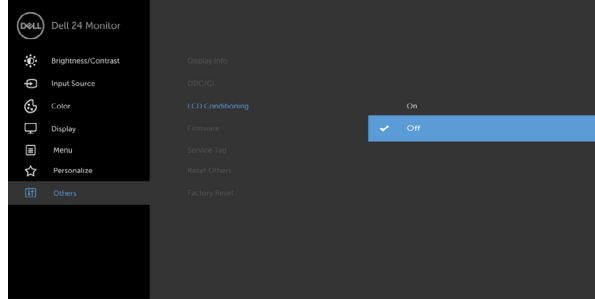 DELL Dell 24 Monitor
Brightness/Contrast
Input Source
Color
Display
Menu
Personalize
Others
Display Info
DDC/CI
LCD Conditioning
Firmware
Service Tag
Reset Others
Factory Reset
On
Off